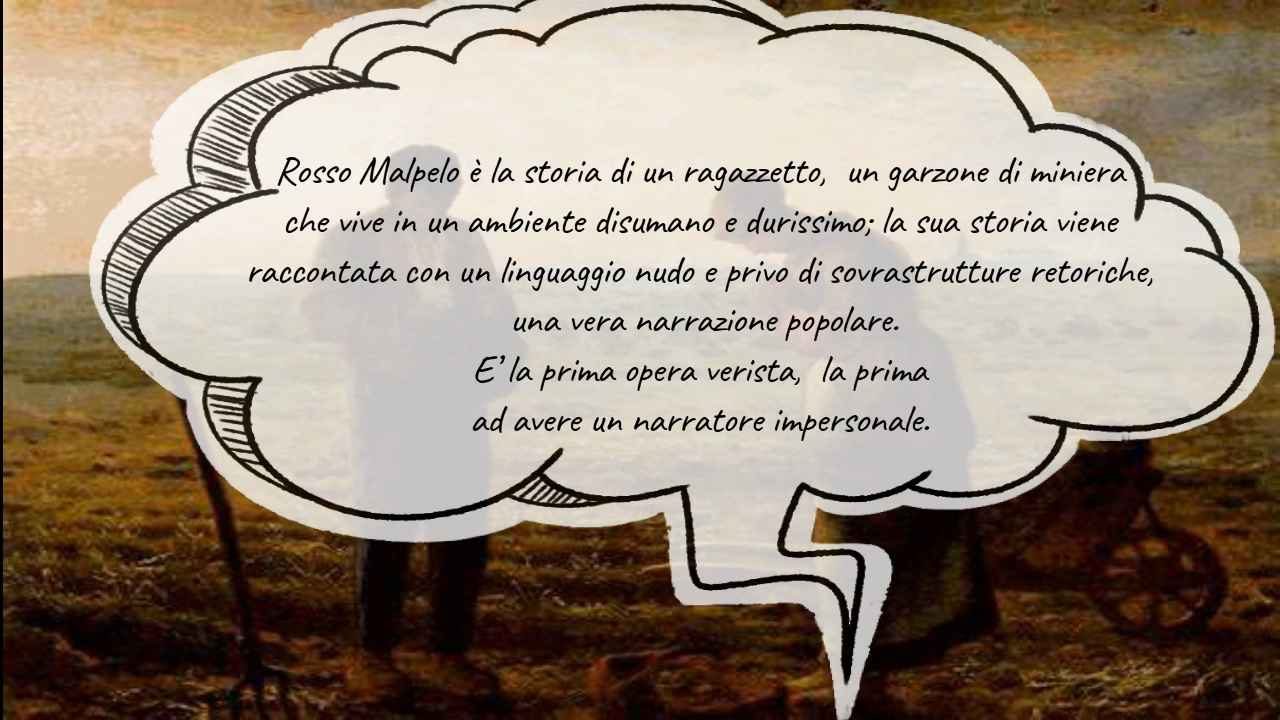 Rosso Malpelo è la storia di un ragazzetto, un garzone di miniera
che vive in un ambiente disumano e durissimo; la sua storia viene
raccontata con un linguaggio nudo e privo di sovrastrutture retoriche,
una vera narrazione popolare.
E' la prima opera verista, la prima
ad avere un narratore impersonale.